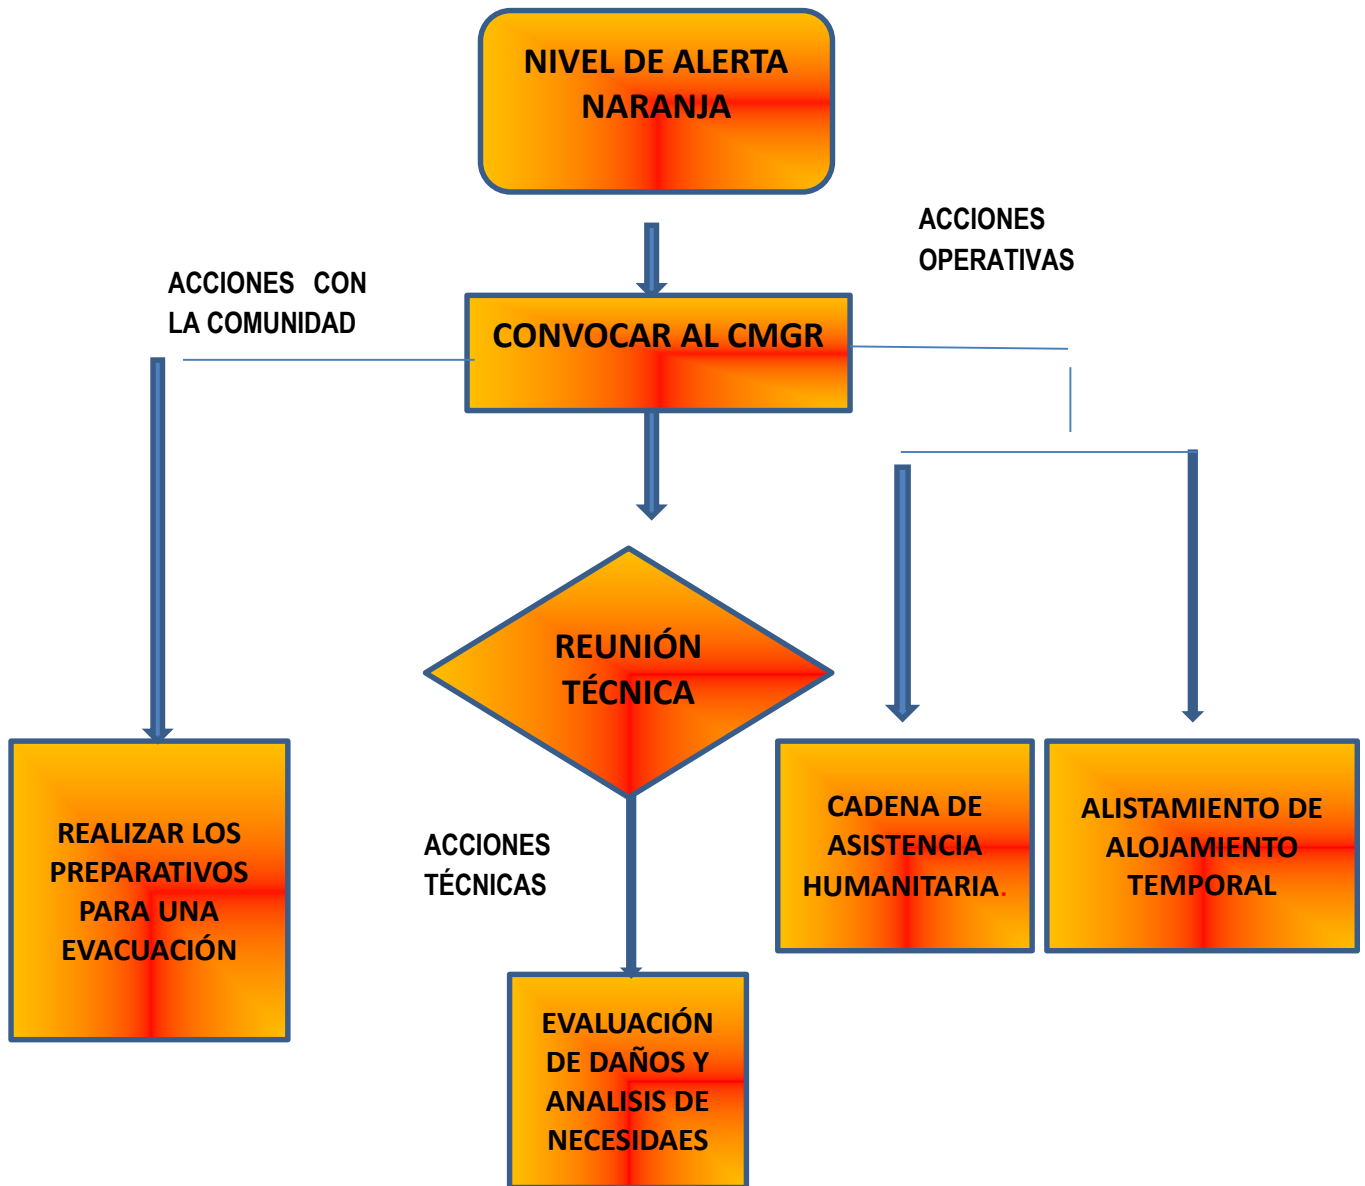 NIVEL DE ALERTA
NARANJA
ACCIONES
OPERATIVAS
ACCIONES CON
LA COMUNIDAD
CONVOCAR AL CMGR
REUNIÓN
TÉCNICA
REALIZAR LOS
PREPARATIVOS
PARA UNA
EVACUACIÓN
ACCIONES
TÉCNICAS
CADENA DE
ASISTENCIA
HUMANITARIA.
ALISTAMIENTO DE
ALOJAMIENTO
TEMPORAL
EVALUACIÓN
DE DAÑOS Y
ANALISIS DE
NECESIDAES